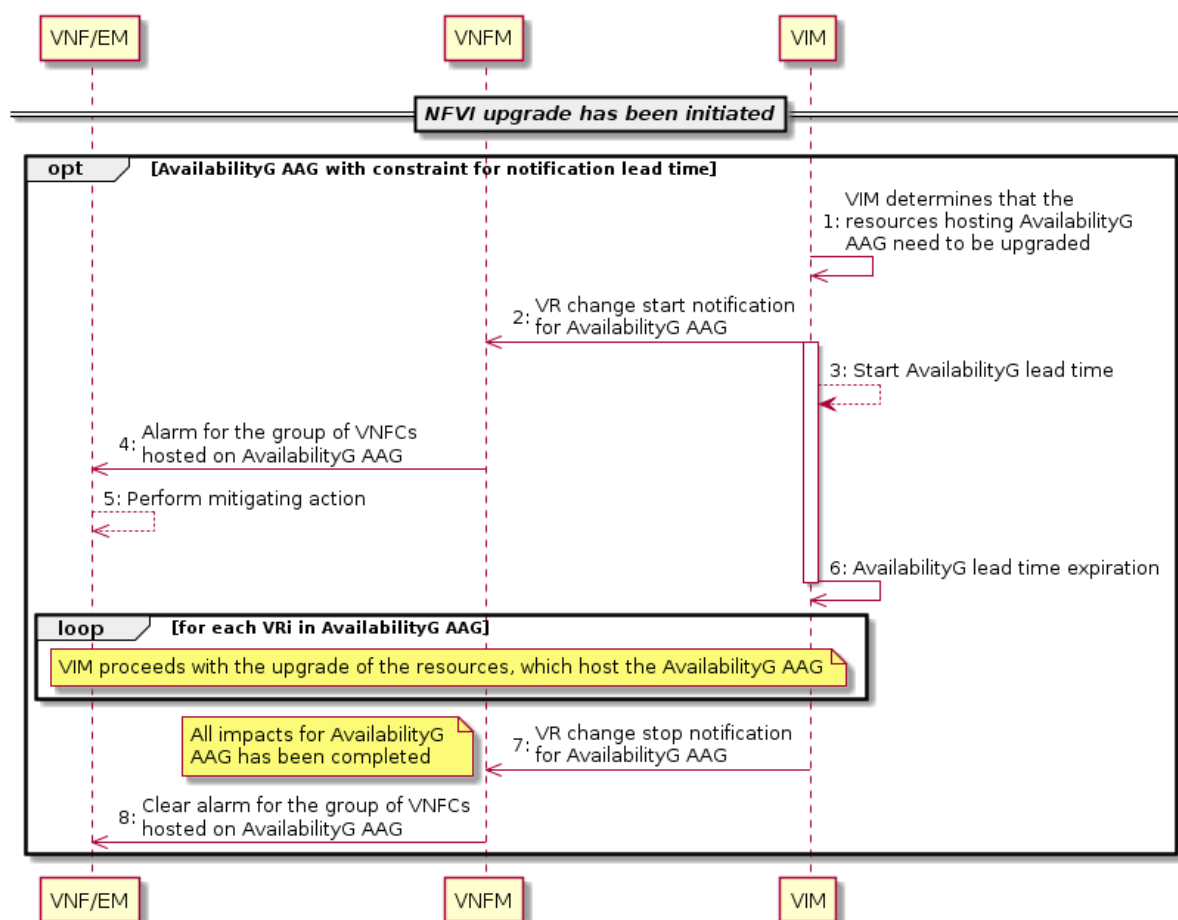 VNF/EM
VNFM
VIM
NFVI upgrade has been initiated
opt
[AvailabilityG AAG with constraint for notification lead time]
VIM determines that the
1: resources hosting AvailabilityG
AAG need to be upgraded
2: VR change start notification
for AvailabilityG AAG
3: Start AvailabilityG lead time
4: Alarm for the group of VNFCs
hosted on AvailabilityG AAG
5: Perform mitigating action
6: AvailabilityG lead time expiration
loop
[for each VRi in AvailabilityG AAG]
VIM proceeds with the upgrade of the resources, which host the AvailabilityG AAG
All impacts for AvailabilityG
AAG has been completed
7: VR change stop notification
for AvailabilityG AAG
8: Clear alarm for the group of VNFCs
hosted on AvailabilityG AAG
VNF/EM
VNFM
VIM